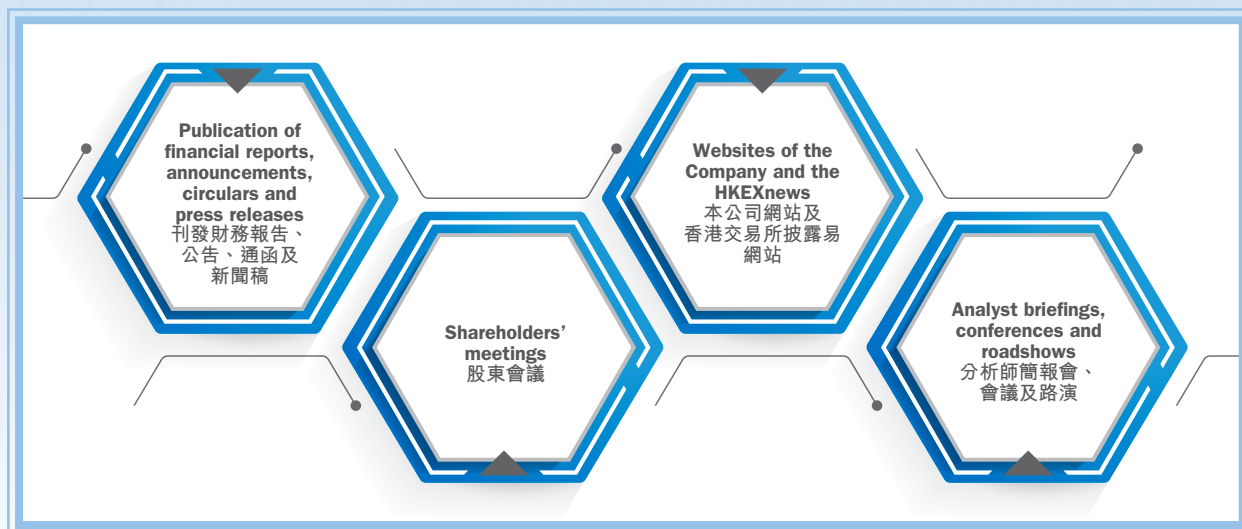 Publication of
financial reports,
announcements,
circulars and
press releases
刊發財務報告、
公告、通函及
新聞稿
Shareholders’
meetings
股東會議
Websites of the
Company and the
HKEXnews
本公司網站及
香港交易所披露易
網站
Analyst briefings,
conferences and
roadshows
分析師簡報會、
會議及路演